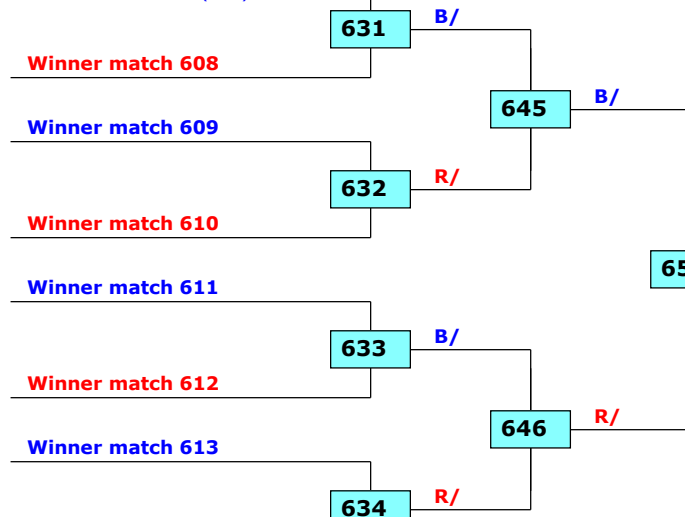 631
B/
Winner match 608
645
B/
Winner match 609
632
R/
Winner match 610
Winner match 611
633
B/
Winner match 612
646
R/
Winner match 613
634
R/